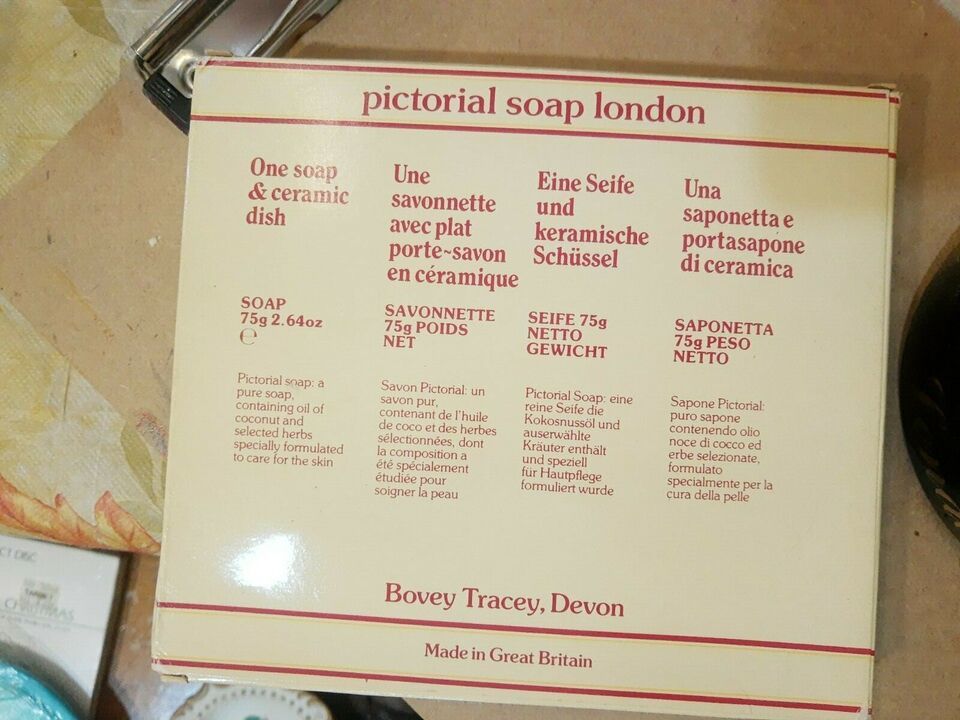 pictorial soap london
One soap
& ceramic
dish
SOAP
75g 2.64oz
℮
Pictorial soap: a
pure soap,
containing oil of
coconut and
selected herbs
specially formulated
to care for the skin
Une
savonnette
avec plat
porte~savon
en céramique
SAVONNETTE
75g POIDS
NET
Savon Pictorial: un
savon pur,
contenant de l'huile
de coco et des herbes
sélectionnées, dont
la composition a
été spécialement
étudiée pour
soigner la peau
Eine Seife
und
keramische
Schüssel
SEIFE 75g
NETTO
GEWICHT
Pictorial Soap: eine
reine Seife die
Kokosnussöl und
auserwählte
Kräuter enthält
und speziell
für Hautpflege
formuliert wurde
Una
saponetta e
portasapone
di ceramica
SAPONETTA
75g PESO
NETTO
Sapone Pictorial:
puro sapone
contenendo olio
noce di cocco ed
erbe selezionate,
formulato
specialmente per la
cura della pelle
Bovey Tracey, Devon
Made in Great Britain
DISC
CHRISTMAS